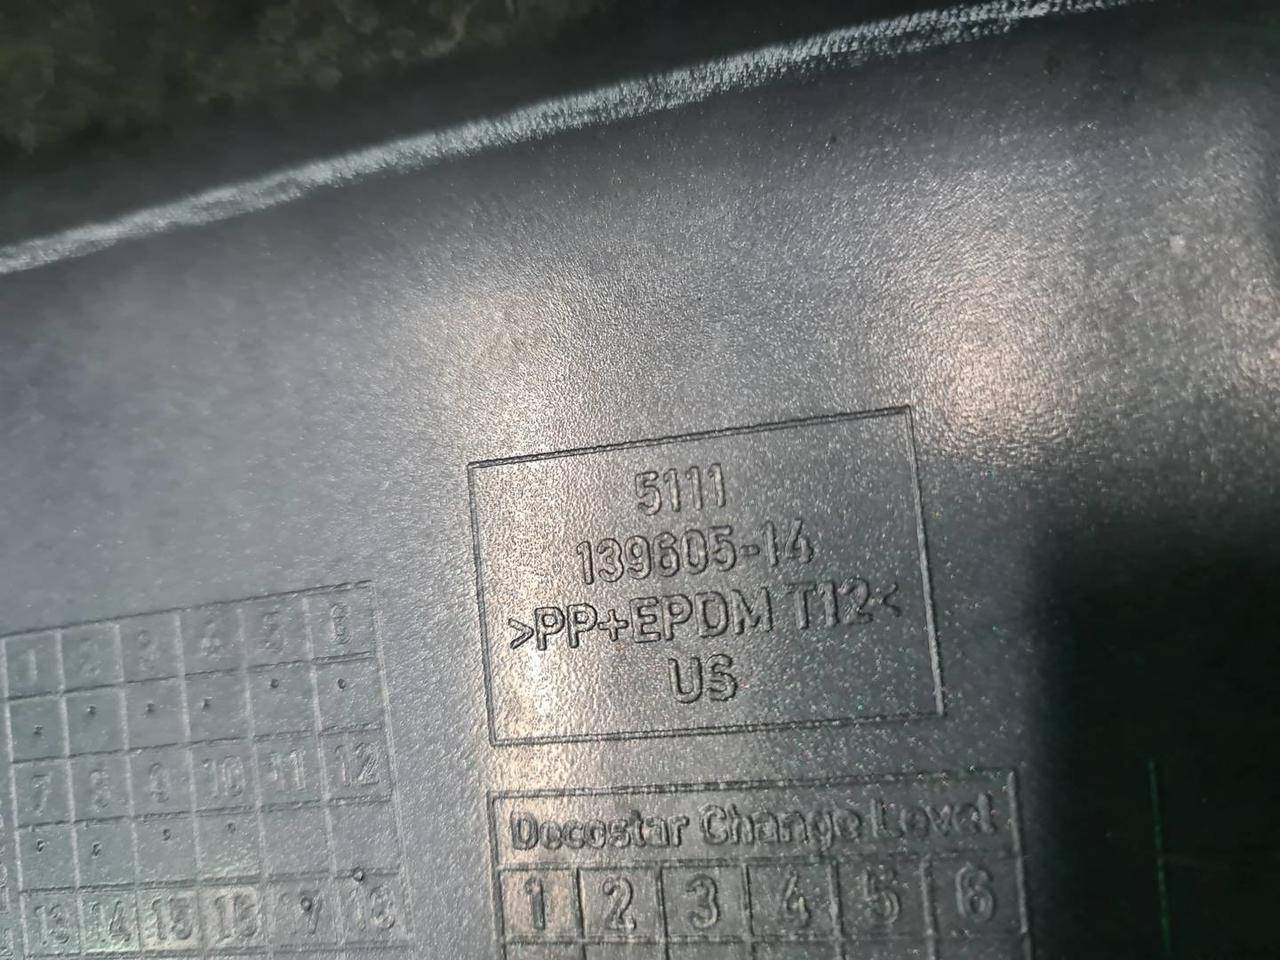 5111
139605-14
>PP+EPDM T12<
US
1 2 3 4 5 6
7 8 9 10 11 12
13 14 15 16 17 18
Decostar Change Level
1 2 3 4 5 6